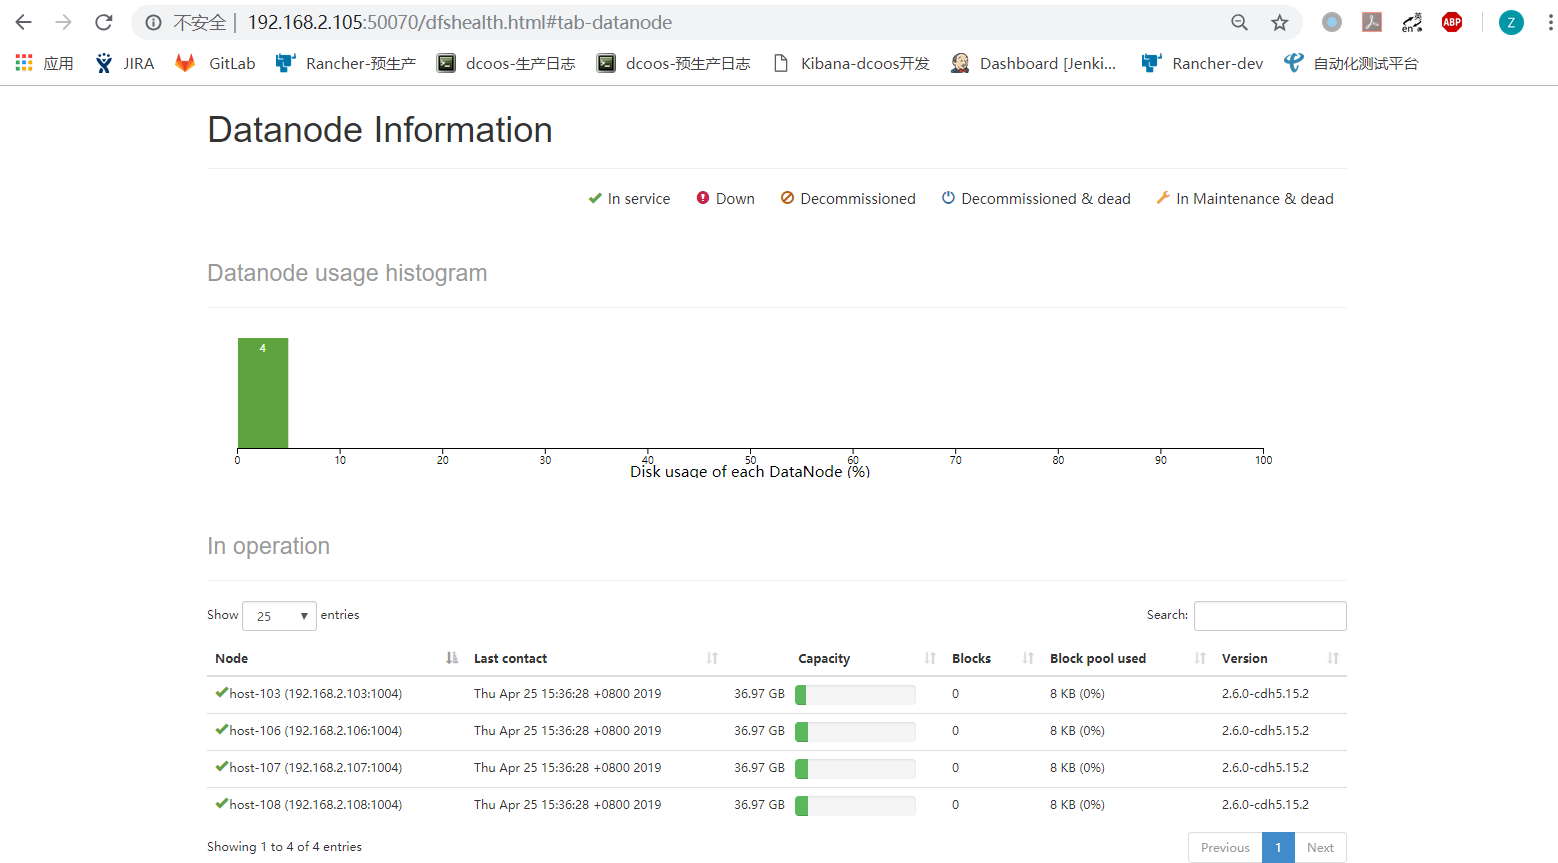 不安全 | 192.168.2.105:50070/dfshealth.html#tab-datanode
应用 JIRA GitLab Rancher-预生产 dcoos-生产日志 dcoos-预生产日志 Kibana-dcoos开发 Dashboard [Jenki... Rancher-dev 自动化测试平台
英 en ABP Z
Datanode Information
In service Down Decommissioned Decommissioned & dead In Maintenance & dead
Datanode usage histogram
4
0 10 20 30 40 50 60 70 80 90 100
Disk usage of each DataNode (%)
In operation
Show 25 entries Search:
Node Last contact Capacity Blocks Block pool used Version
host-103 (192.168.2.103:1004) Thu Apr 25 15:36:28 +0800 2019 36.97 GB 0 8 KB (0%) 2.6.0-cdh5.15.2
host-106 (192.168.2.106:1004) Thu Apr 25 15:36:28 +0800 2019 36.97 GB 0 8 KB (0%) 2.6.0-cdh5.15.2
host-107 (192.168.2.107:1004) Thu Apr 25 15:36:28 +0800 2019 36.97 GB 0 8 KB (0%) 2.6.0-cdh5.15.2
host-108 (192.168.2.108:1004) Thu Apr 25 15:36:28 +0800 2019 36.97 GB 0 8 KB (0%) 2.6.0-cdh5.15.2
Showing 1 to 4 of 4 entries Previous 1 Next